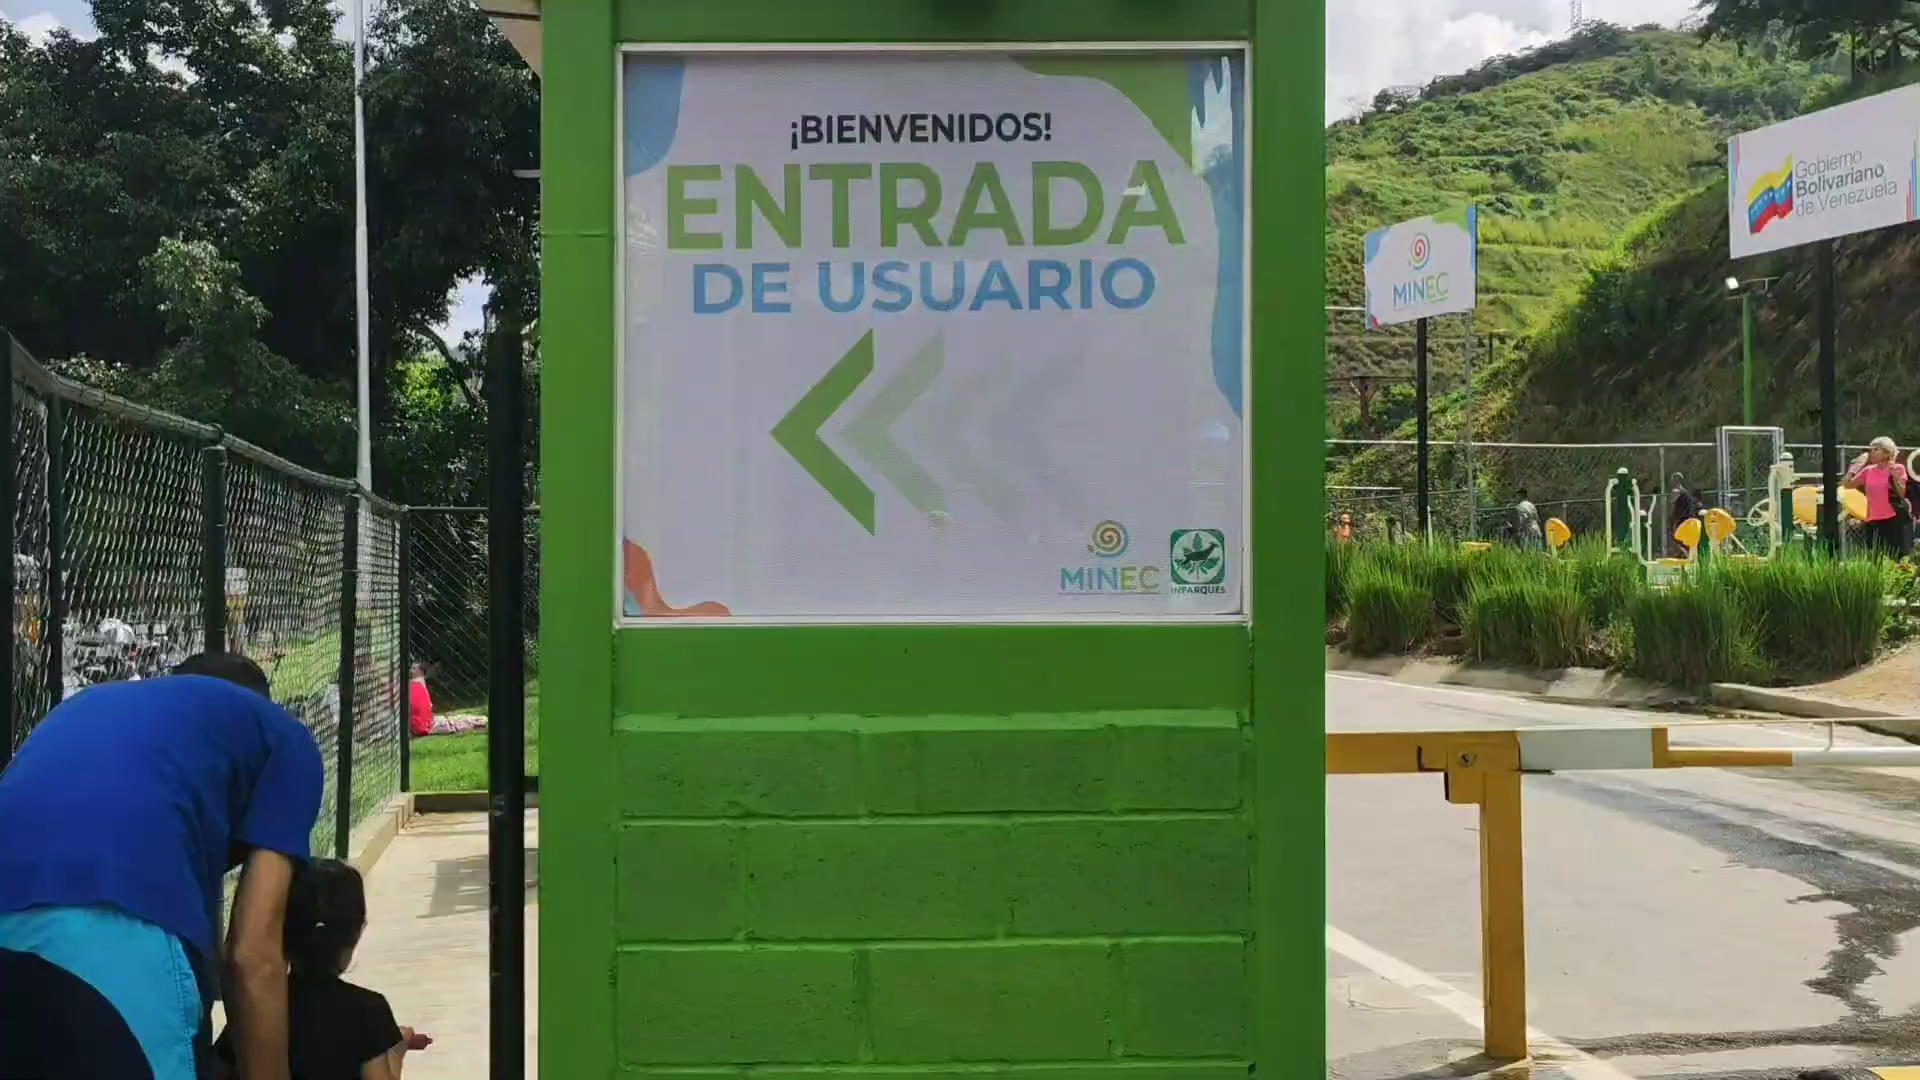 ¡BIENVENIDOS!
ENTRADA
DE USUARIO
MINEC
INPARQUES
MINEC
Gobierno
Bolivariano
de Venezuela